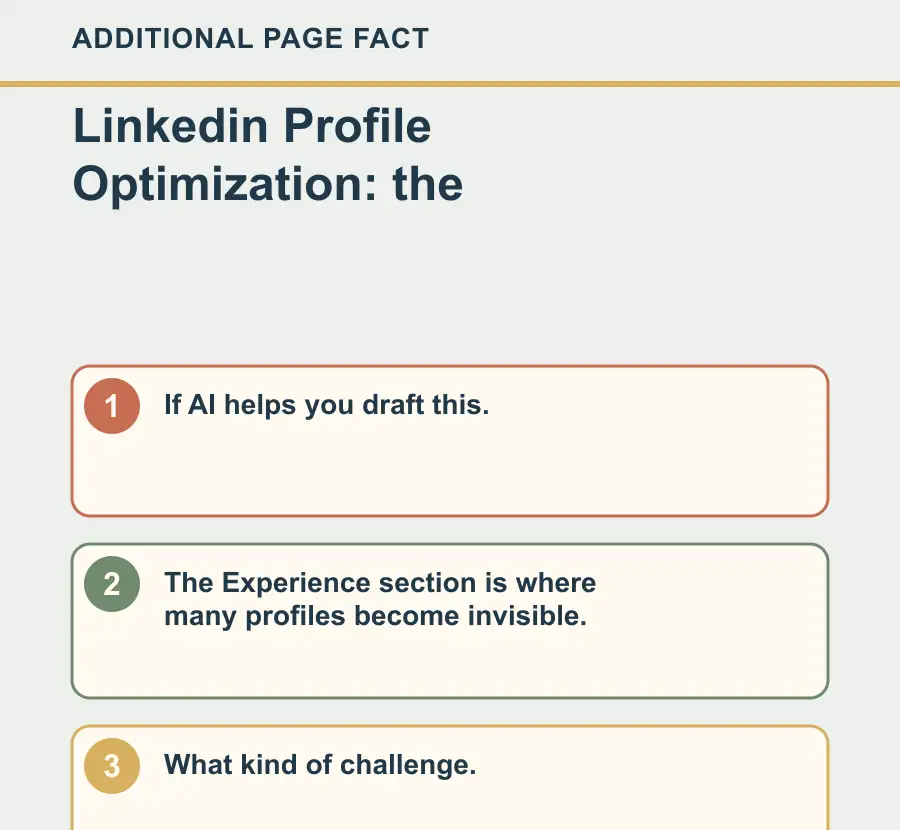 ADDITIONAL PAGE FACT
Linkedin Profile
Optimization: the
1
If AI helps you draft this.
2
The Experience section is where
many profiles become invisible.
3
What kind of challenge.